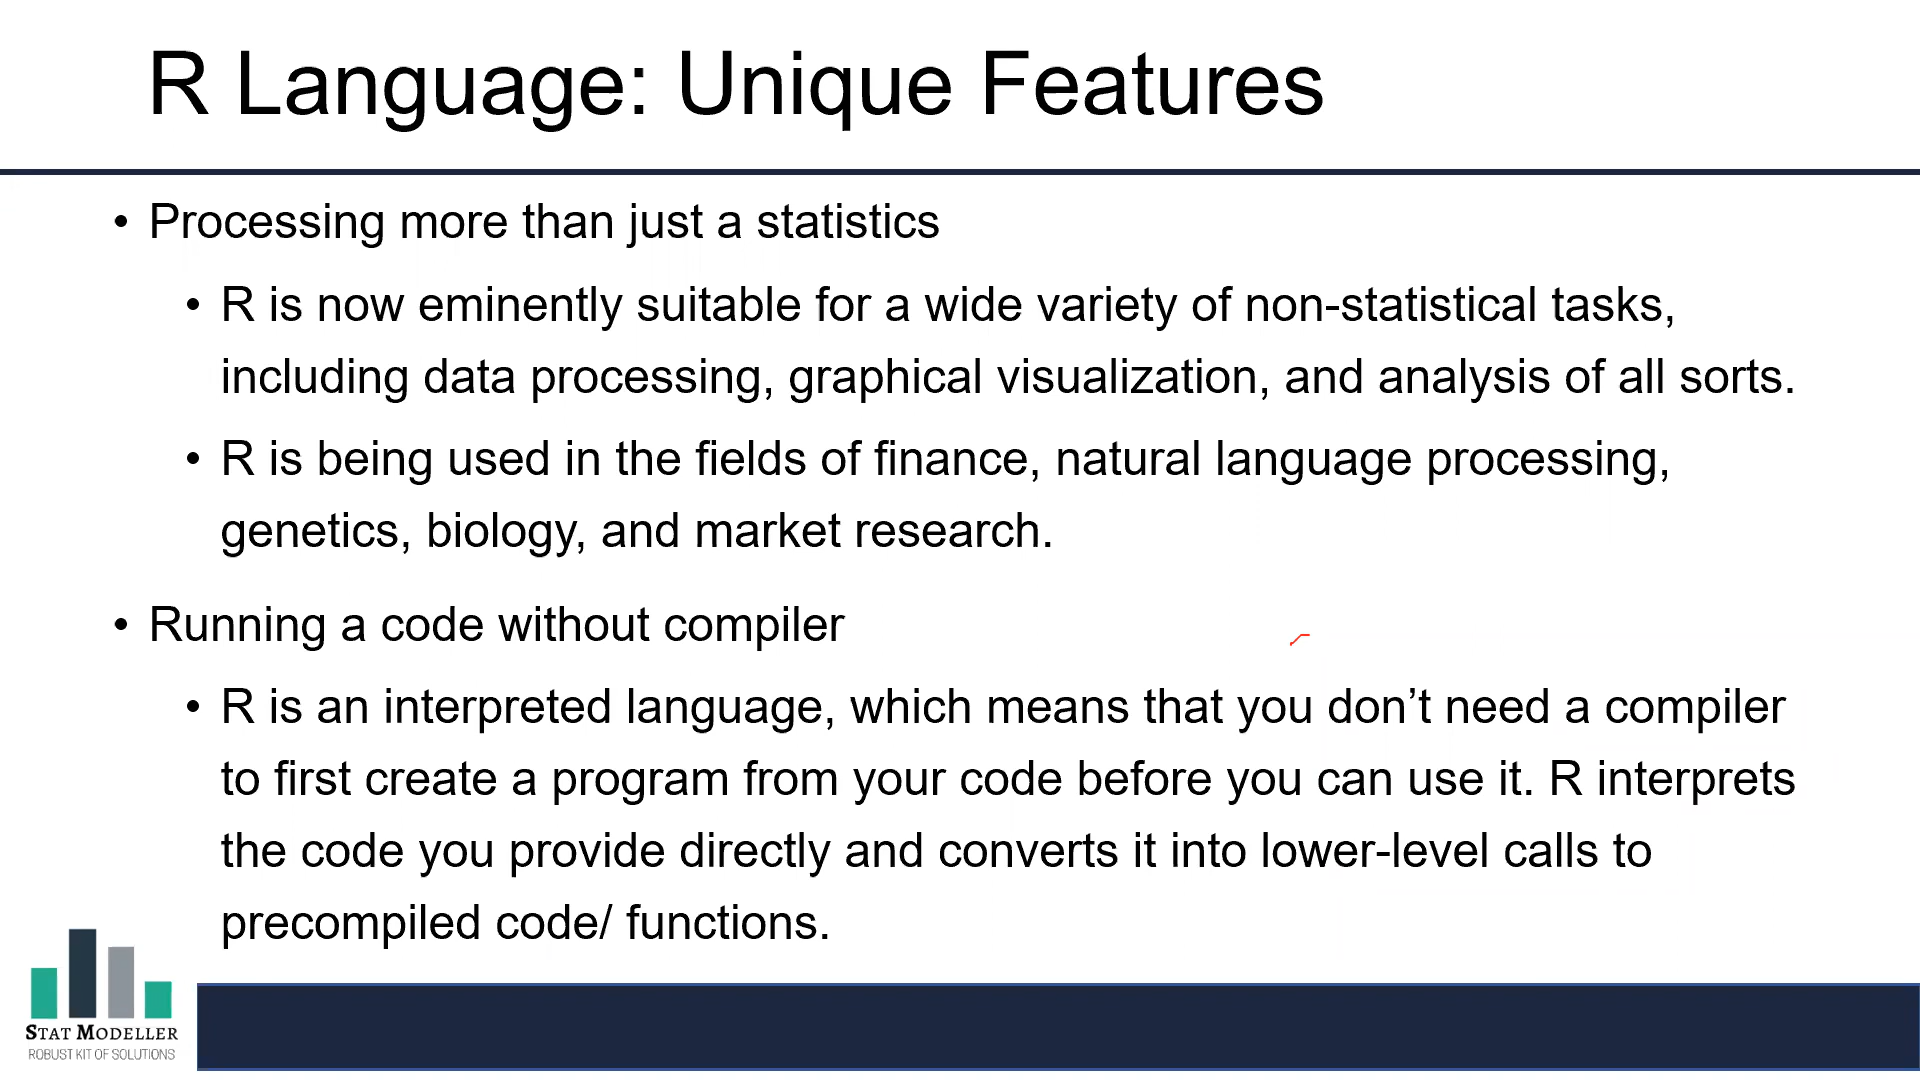 R Language: Unique Features
• Processing more than just a statistics
• R is now eminently suitable for a wide variety of non-statistical tasks,
including data processing, graphical visualization, and analysis of all sorts.
• R is being used in the fields of finance, natural language processing,
genetics, biology, and market research.
• Running a code without compiler
• R is an interpreted language, which means that you don’t need a compiler
to first create a program from your code before you can use it. R interprets
the code you provide directly and converts it into lower-level calls to
precompiled code/ functions.
STAT MODELLER
ROBUST KIT OF SOLUTIONS